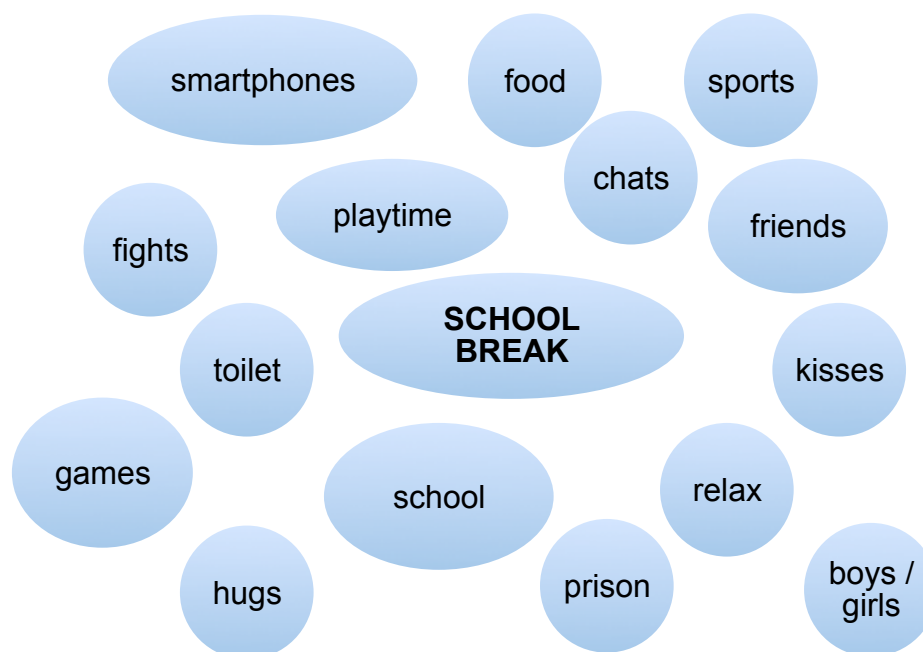 smartphones
food
sports
chats
playtime
friends
fights
SCHOOL
BREAK
toilet
kisses
games
school
relax
hugs
prison
boys /
girls